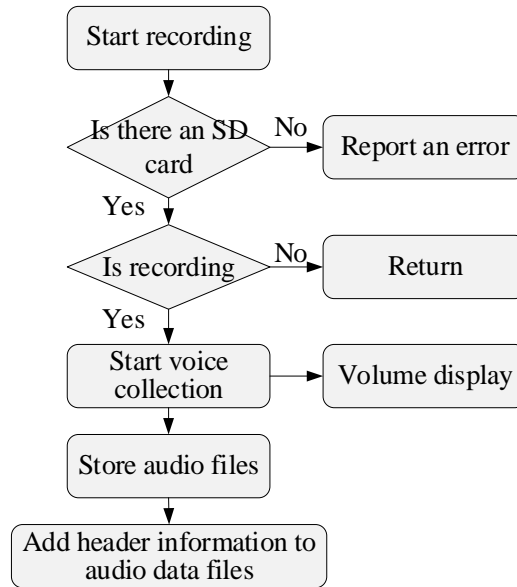 Start recording
Is there an SD
card
No
Report an error
Yes
Is recording
No
Return
Yes
Start voice
collection
Volume display
Store audio files
Add header information to
audio data files